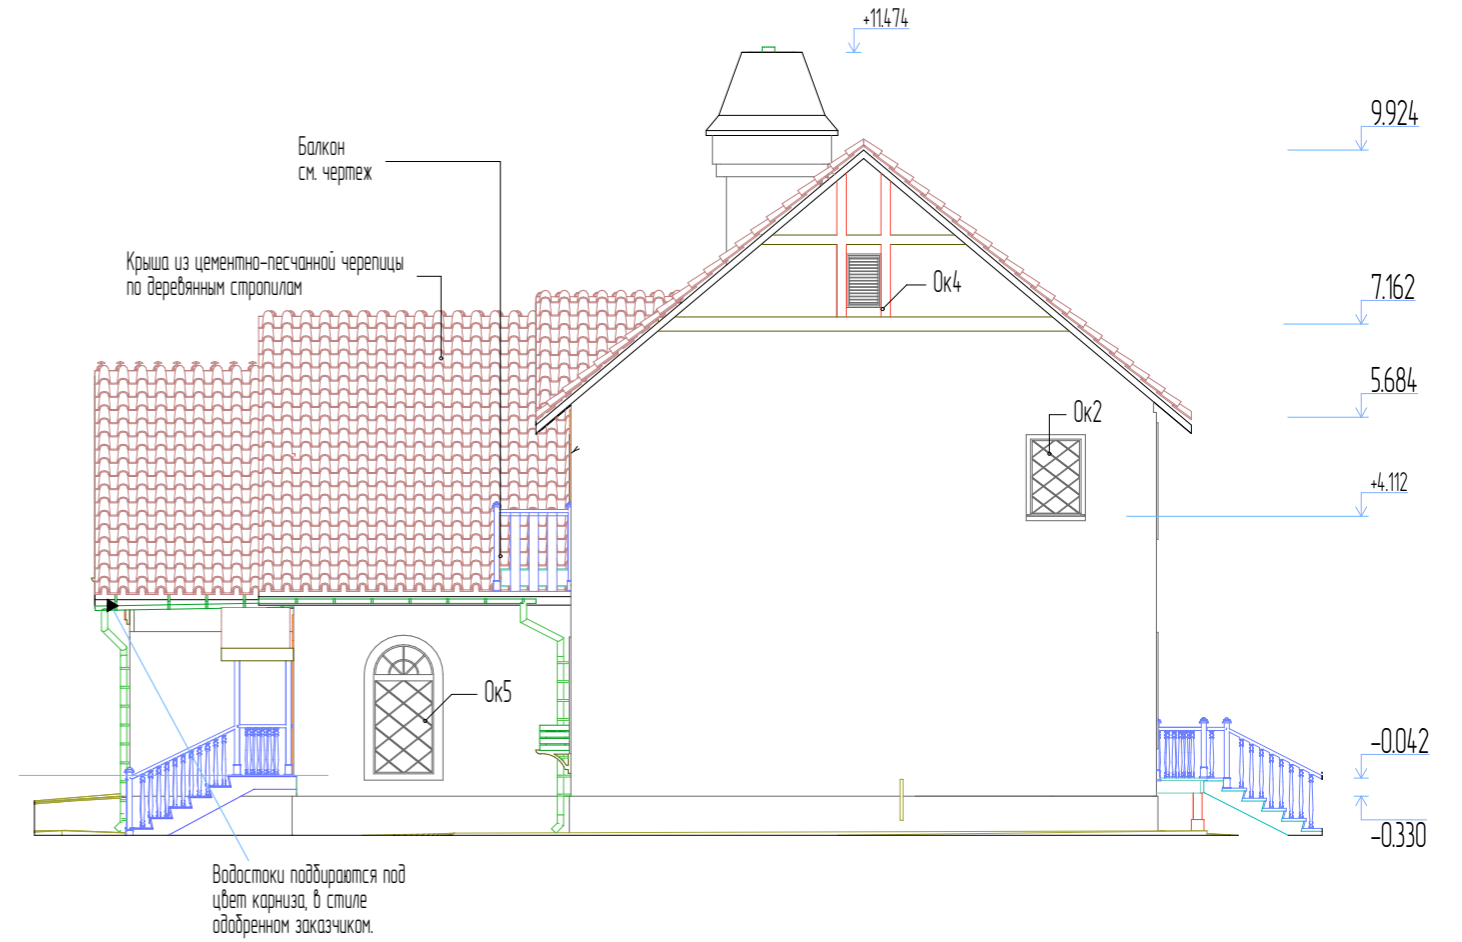 +11.474
9.924
Балкон
см. чертеж
Крыша из цементно-песчанной черепицы
по деревянным стропилам
Ок4
7.162
5.684
Ок2
+4.112
Ок5
-0.042
-0.330
Водостоки подбираются под
цвет карниза, в стиле
одобренном заказчиком.